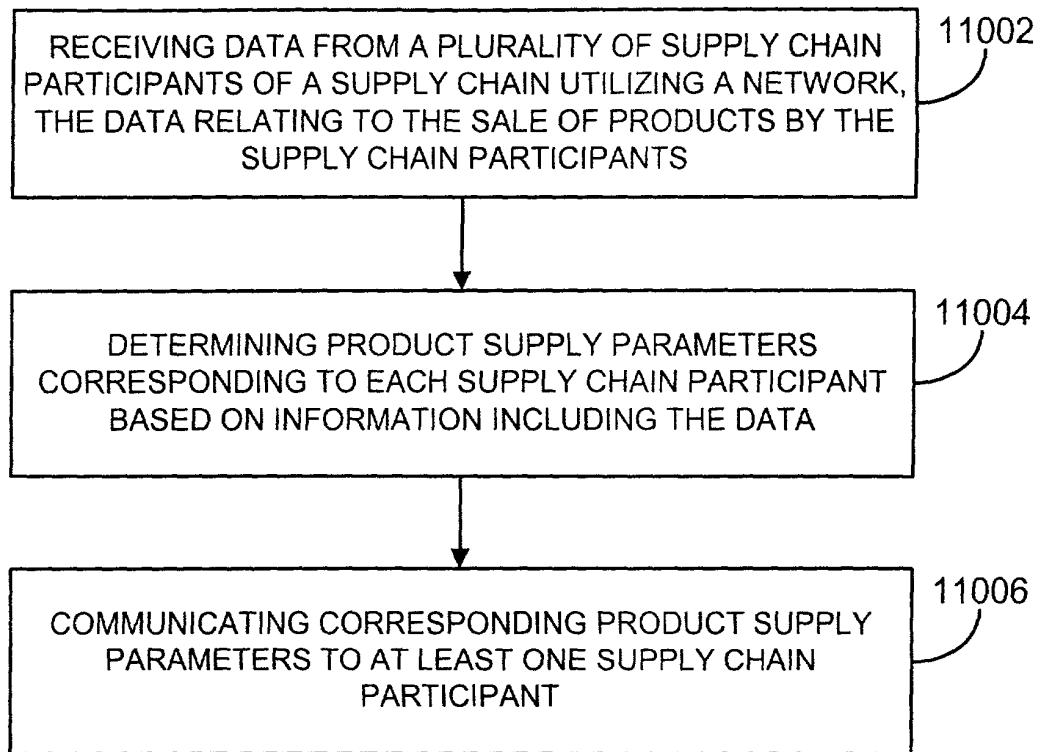 RECEIVING DATA FROM A PLURALITY OF SUPPLY CHAIN
PARTICIPANTS OF A SUPPLY CHAIN UTILIZING A NETWORK,
THE DATA RELATING TO THE SALE OF PRODUCTS BY THE
SUPPLY CHAIN PARTICIPANTS
11002
DETERMINING PRODUCT SUPPLY PARAMETERS
CORRESPONDING TO EACH SUPPLY CHAIN PARTICIPANT
BASED ON INFORMATION INCLUDING THE DATA
11004
COMMUNICATING CORRESPONDING PRODUCT SUPPLY
PARAMETERS TO AT LEAST ONE SUPPLY CHAIN
PARTICIPANT
11006